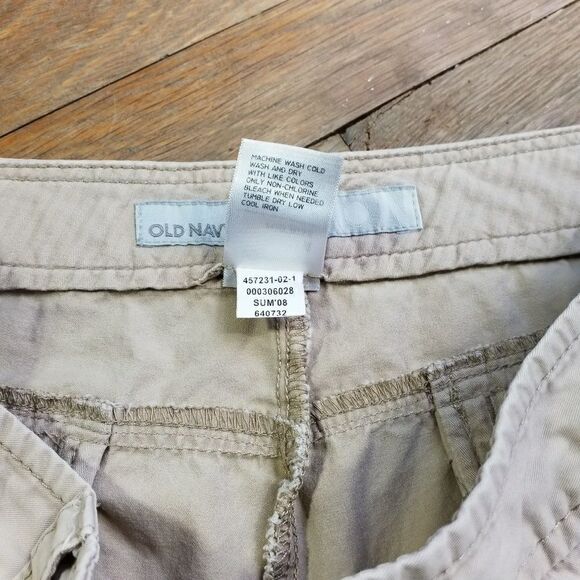 MACHINE WASH COLD
WASH AND DRY
WITH LIKE COLORS
ONLY NON-CHLORINE
BLEACH WHEN NEEDED
TUMBLE DRY LOW
COOL IRON
OLD NAV
457231-02-1
000306028
SUM'08
640732